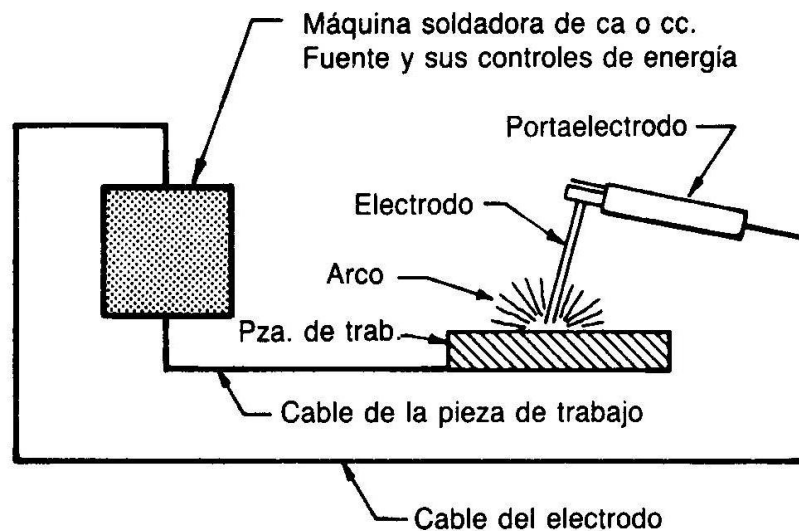 Máquina soldadora de ca o cc.
Fuente y sus controles de energía
Portaelectrodo
Electrodo
Arco
Pza. de trab.
Cable de la pieza de trabajo
Cable del electrodo